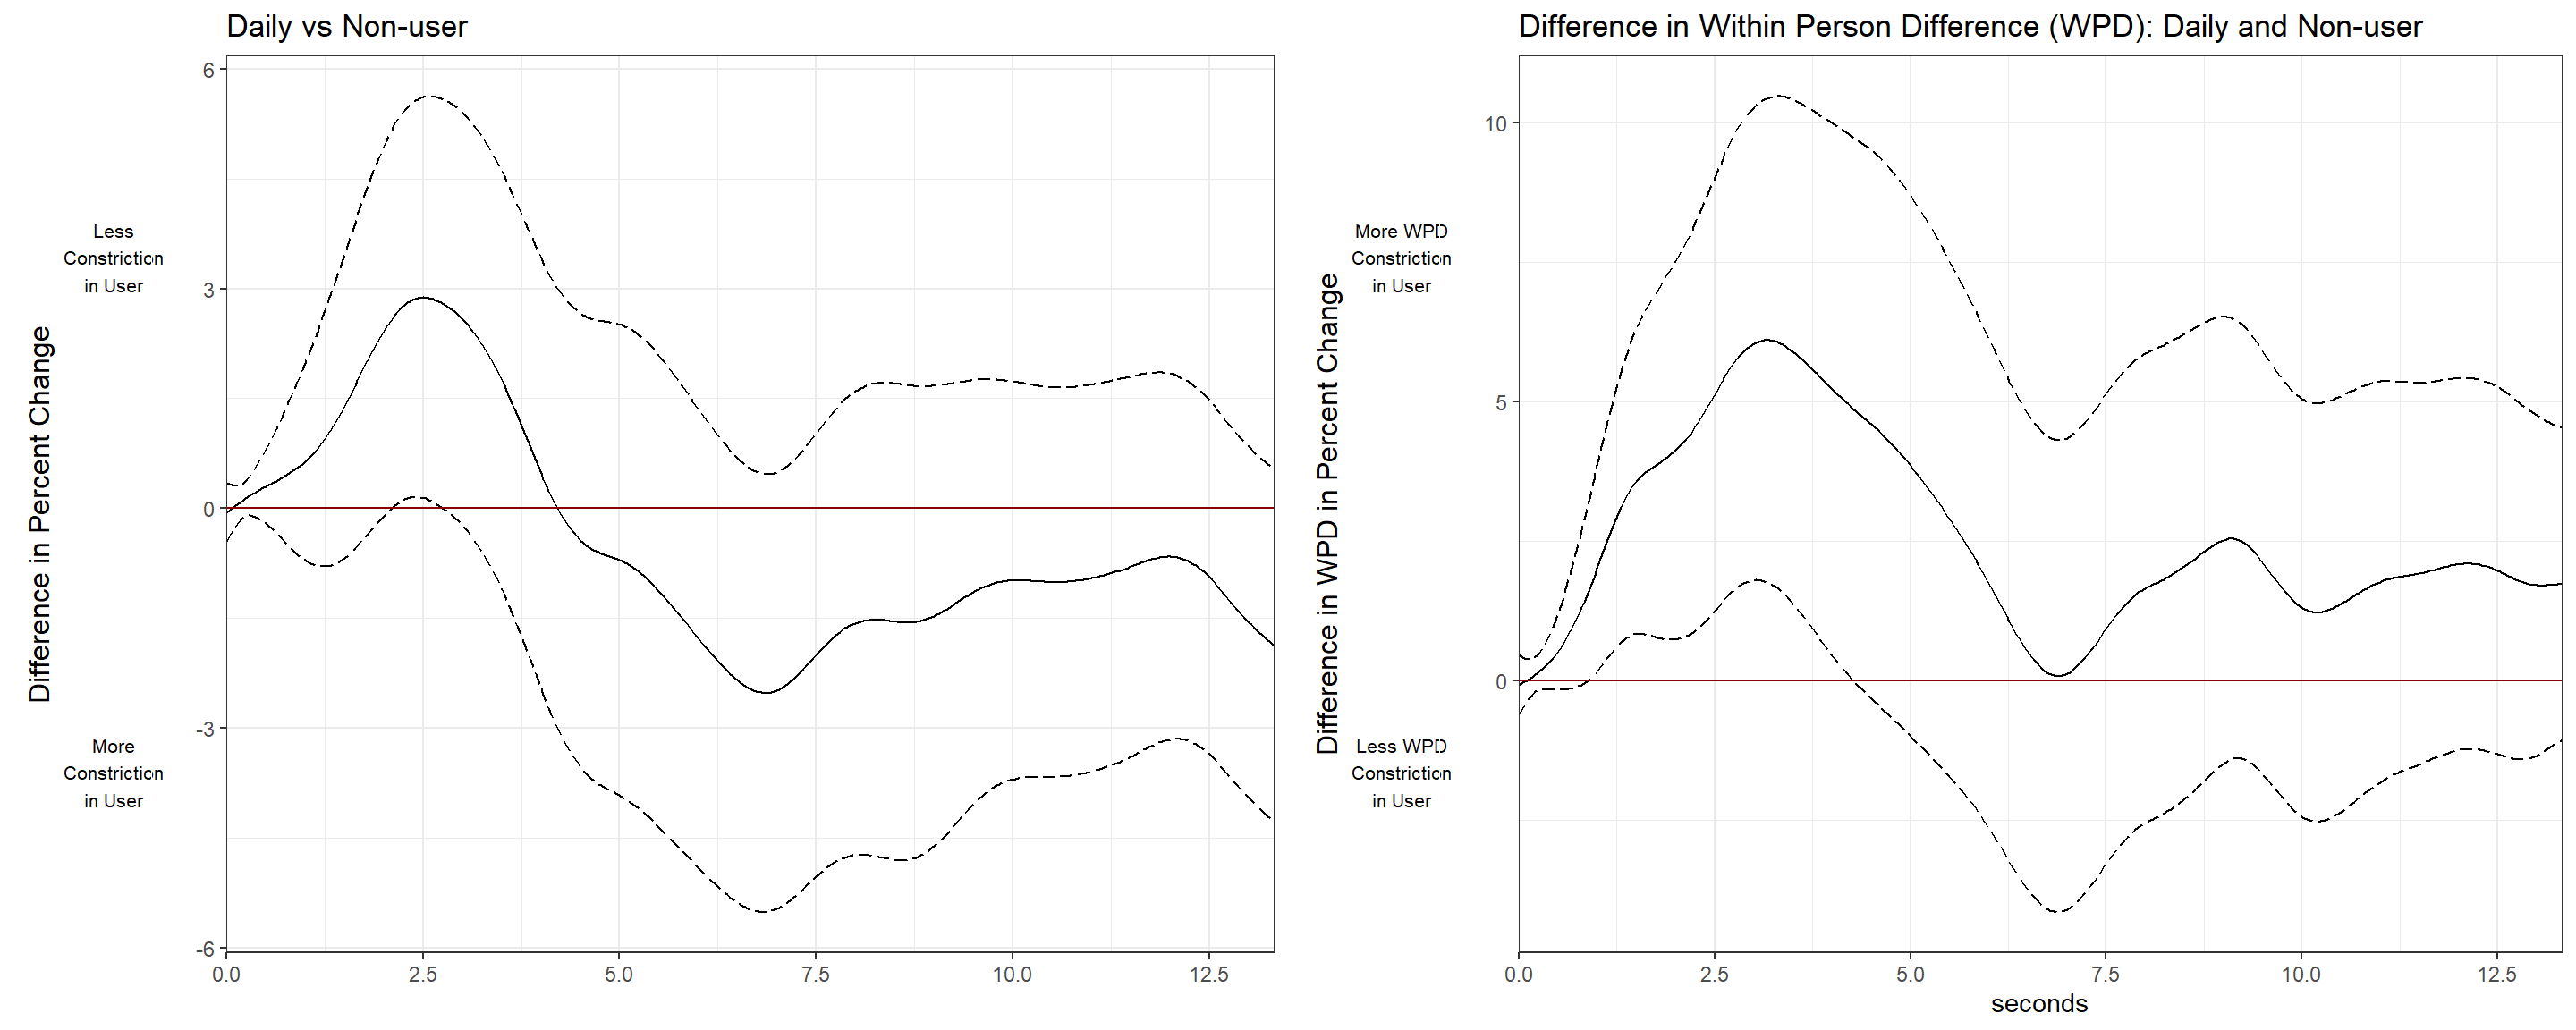 Daily vs Non-user
Difference in Percent Change
Less
Constriction
in User
More
Constriction
in User
6
3
0
-3
-6
0.0 2.5 5.0 7.5 10.0 12.5
Difference in Within Person Difference (WPD): Daily and Non-user
Difference in WPD in Percent Change
More WPD
Constriction
in User
Less WPD
Constriction
in User
10
5
0
0.0 2.5 5.0 7.5 10.0 12.5
seconds